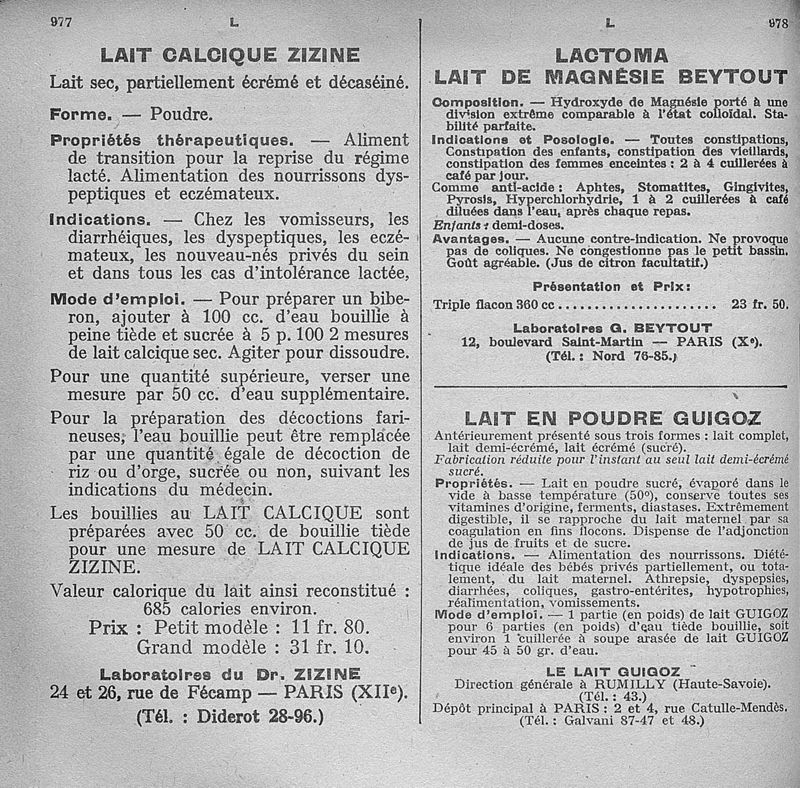 977
L
LAIT CALCIQUE ZIZINE
Lait sec, partiellement écrémé et décaséiné.
Forme. — Poudre.
Propriétés thérapeutiques. — Aliment
de transition pour la reprise du régime
lacté. Alimentation des nourrissons dys-
peptiques et eczémateux.
Indications. — Chez les vomisseurs, les
diarrhéiques, les dyspeptiques, les eczé-
mateux, les nouveau-nés privés du sein
et dans tous les cas d'intolérance lactée,
Mode d'emploi. — Pour préparer un bibe-
ron, ajouter à 100 cc. d'eau bouillie à
peine tiède et sucrée à 5 p. 100 2 mesures
de lait calcique sec. Agiter pour dissoudre.
Pour une quantité supérieure, verser une
mesure par 50 cc. d'eau supplémentaire.
Pour la préparation des décoctions fari-
neuses, l'eau bouillie peut être remplacée
par une quantité égale de décoction de
riz ou d'orge, sucrée ou non, suivant les
indications du médecin.
Les bouillies au LAIT CALCIQUE sont
préparées avec 50 cc. de bouillie tiède
pour une mesure de LAIT CALCIQUE
ZIZINE.
Valeur calorique du lait ainsi reconstitué :
685 calories environ.
Prix : Petit modèle : 11 fr. 80.
Grand modèle : 31 fr. 10.
Laboratoires du Dr. ZIZINE
24 et 26, rue de Fécamp — PARIS (XIIe).
(Tél. : Diderot 28-96.)
L
978
LACTOMA
LAIT DE MAGNÉSIE BEYTOUT
Composition. — Hydroxyde de Magnésie porté à une
division extrême comparable à l'état colloïdal. Sta-
bilité parfaite.
Indications et Posologie. — Toutes constipations,
Constipation des enfants, constipation des vieillards,
constipation des femmes enceintes : 2 à 4 cuillerées à
café par jour.
Comme anti-acide : Aphtes, Stomatites, Gingivites,
Pyrosis, Hyperchlorhydrie, 1 à 2 cuillerées à café
diluées dans l'eau, après chaque repas.
Enfants : demi-doses.
Avantages. — Aucune contre-indication. Ne provoque
pas de coliques. Ne congestionne pas le petit bassin.
Goût agréable. (Jus de citron facultatif.)
Présentation et Prix:
Triple flacon 360 cc ...................... 23 fr. 50.
Laboratoires G. BEYTOUT
12, boulevard Saint-Martin — PARIS (Xe).
(Tél. : Nord 76-85.)
LAIT EN POUDRE GUIGOZ
Antérieurement présenté sous trois formes : lait complet,
lait demi-écrémé, lait écrémé (sucré).
Fabrication réduite pour l'instant au seul lait demi-écrémé
sucré.
Propriétés. — Lait en poudre sucré, évaporé dans le
vide à basse température (50°), conserve toutes ses
vitamines d'origine, ferments, diastases. Extrêmement
digestible, il se rapproche du lait maternel par sa
coagulation en fins flocons. Dispense de l'adjonction
de jus de fruits et de sucre.
Indications. — Alimentation des nourrissons. Diété-
tique idéale des bébés privés partiellement, ou tota-
lement, du lait maternel. Athrepsie, dyspepsies,
diarrhées, coliques, gastro-entérites, hypotrophies,
réalimentation, vomissements.
Mode d'emploi. — 1 partie (en poids) de lait GUIGOZ
pour 6 parties (en poids) d'eau tiède bouillie, soit
environ 1 cuillerée à soupe arasée de lait GUIGOZ
pour 45 à 50 gr. d'eau.
LE LAIT GUIGOZ
Direction générale à RUMILLY (Haute-Savoie).
(Tél. : 43.)
Dépôt principal à PARIS : 2 et 4, rue Catulle-Mendès.
(Tél. : Galvani 87-47 et 48.)